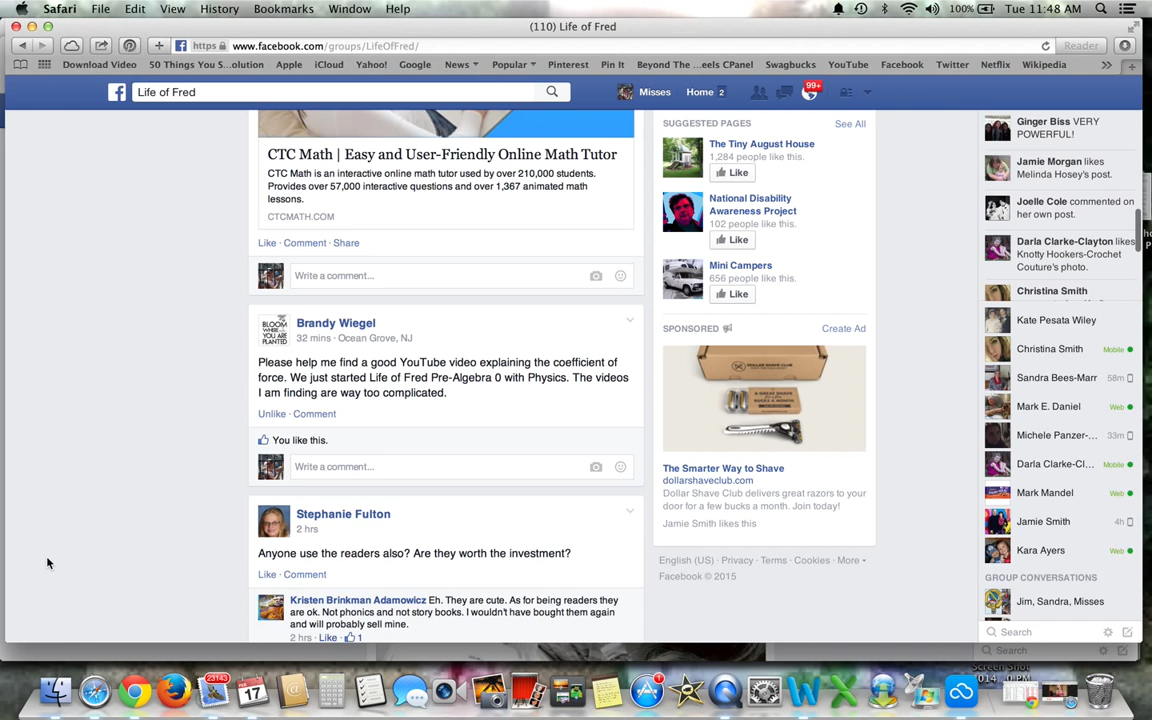 Safari File Edit View History Bookmarks Window Help 100% Tue 11:48 AM
(110) Life of Fred
https www.facebook.com/groups/LifeOfFred/ Reader
Download Video 50 Things You S...olution Apple iCloud Yahoo! Google News Popular Pinterest Pin It Beyond The ...eels CPanel Swagbucks YouTube Facebook Twitter Netflix Wikipedia
Life of Fred Misses Home 2 99+
CTC Math | Easy and User-Friendly Online Math Tutor
CTC Math is an interactive online math tutor used by over 210,000 students.
Provides over 57,000 interactive questions and over 1,367 animated math
lessons.
CTCMATH.COM
Like · Comment · Share
Write a comment...
Brandy Wiegel
32 mins · Ocean Grove, NJ
BLOOM
WHERE
YOU ARE
PLANTED
Please help me find a good YouTube video explaining the coefficient of
force. We just started Life of Fred Pre-Algebra 0 with Physics. The videos
I am finding are way too complicated.
Unlike · Comment
You like this.
Write a comment...
Stephanie Fulton
2 hrs
Anyone use the readers also? Are they worth the investment?
Like · Comment
Kristen Brinkman Adamowicz Eh. They are cute. As for being readers they
are ok. Not phonics and not story books. I wouldn't have bought them again
and will probably sell mine.
2 hrs · Like · 1
SUGGESTED PAGES See All
The Tiny August House
1,284 people like this.
Like
National Disability
Awareness Project
102 people like this.
Like
Mini Campers
656 people like this.
Like
SPONSORED Create Ad
The Smarter Way to Shave
dollarshaveclub.com
Dollar Shave Club delivers great razors to your
door for a few bucks a month. Join today!
Jamie Smith likes this
English (US) · Privacy · Terms · Cookies · More
Facebook © 2015
Ginger Biss VERY
POWERFUL!
Jamie Morgan likes
Melinda Hosey's post.
Joelle Cole commented on
her own post.
Darla Clarke-Clayton likes
Knotty Hookers-Crochet
Couture's photo.
Christina Smith
Kate Pesata Wiley
Christina Smith Mobile
Sandra Bees-Marr 58m
Mark E. Daniel Web
Michele Panzer-... 33m
Darla Clarke-Cl... Mobile
Mark Mandel Web
Jamie Smith 4h
Kara Ayers Web
GROUP CONVERSATIONS
Jim, Sandra, Misses
Search
Search
Screen Shot
23143
FEB
17
1